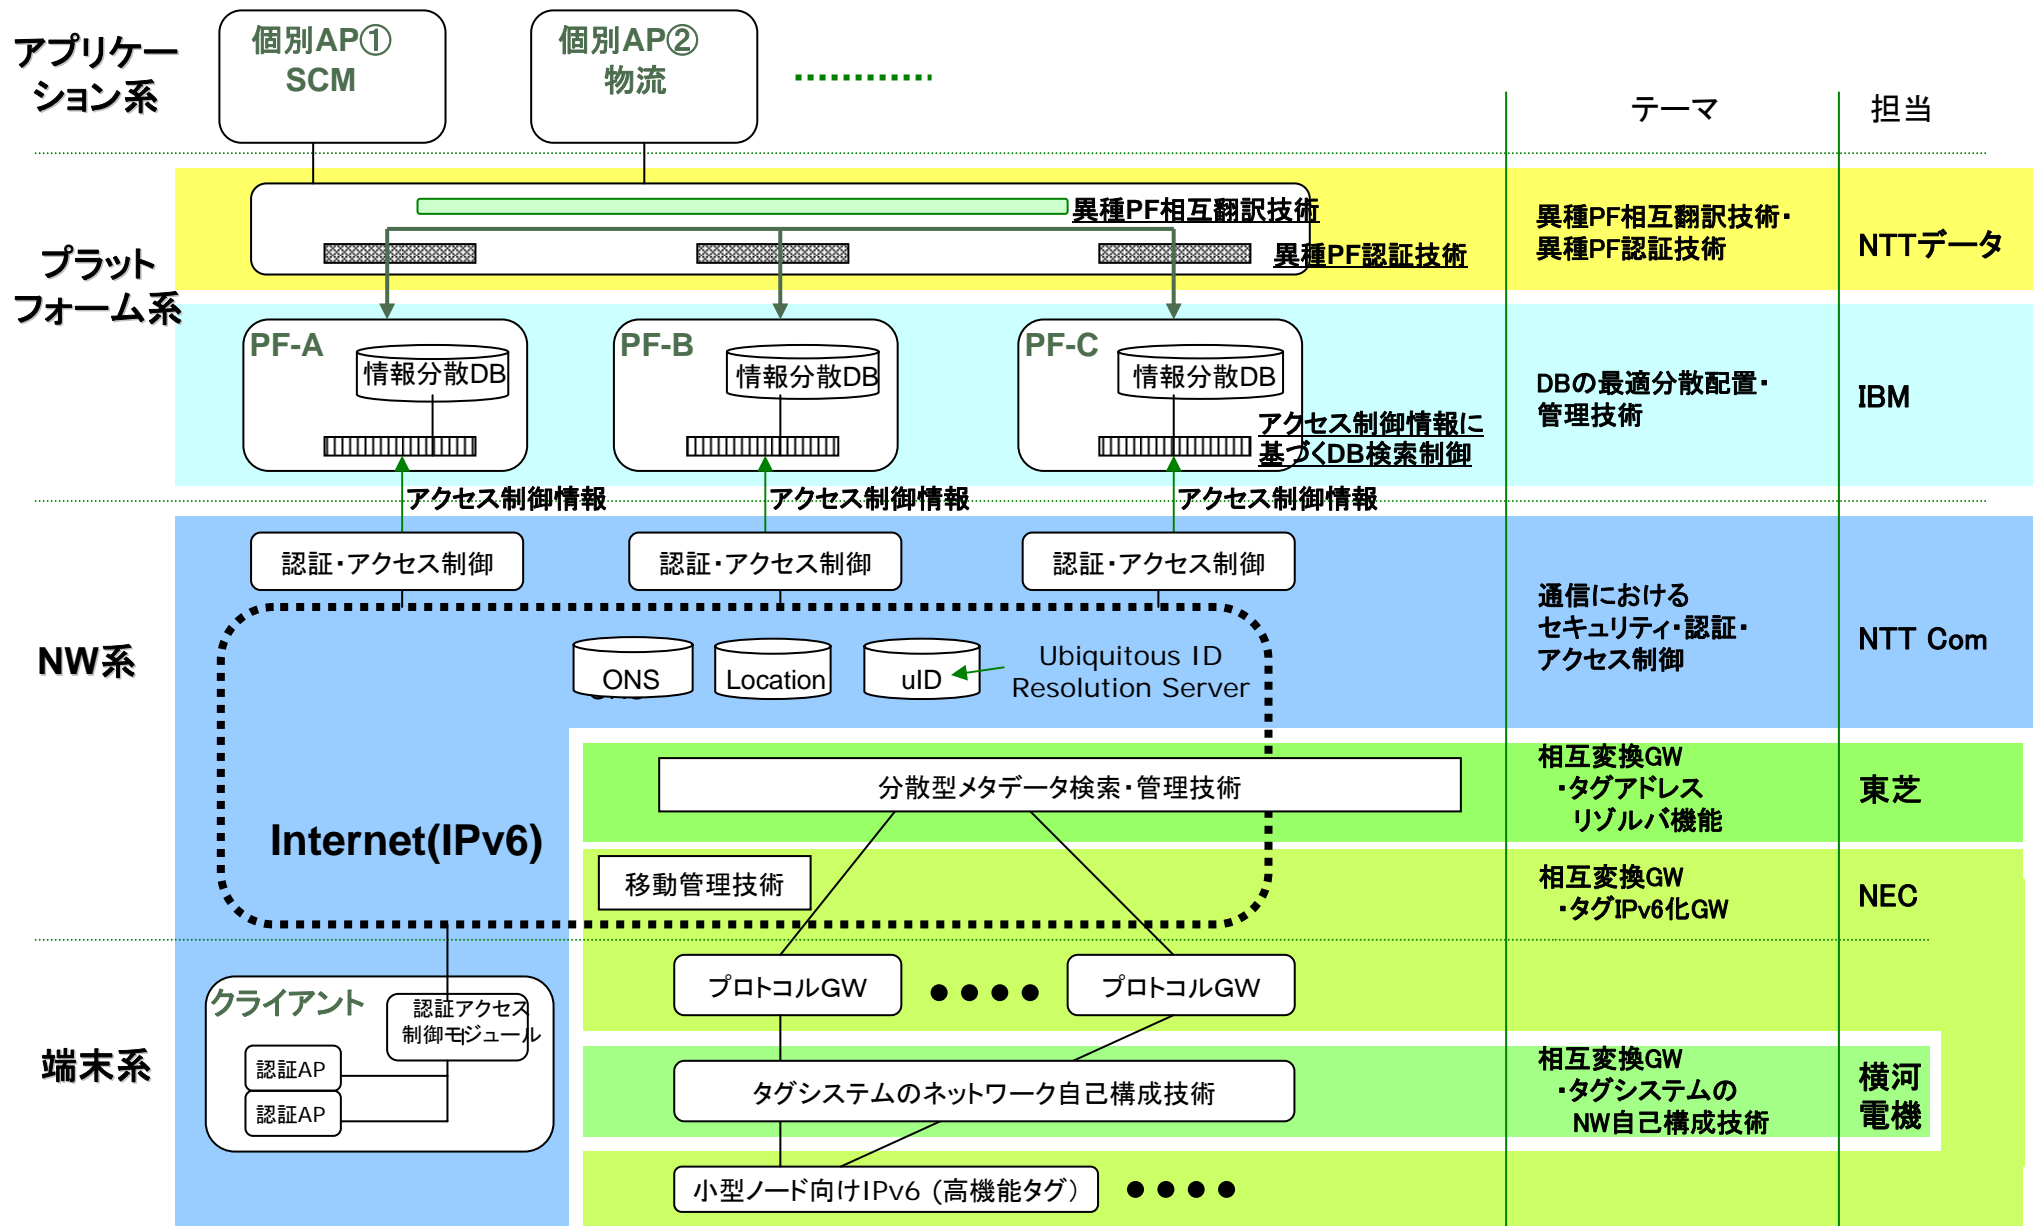 アプリケー
ション系
個別AP①
SCM
個別AP②
物流
テーマ
担当
プラット
フォーム系
異種PF相互翻訳技術
異種PF認証技術
異種PF相互翻訳技術・
異種PF認証技術
NTTデータ
PF-A
情報分散DB
PF-B
情報分散DB
PF-C
情報分散DB
アクセス制御情報に
基づくDB検索制御
DBの最適分散配置・
管理技術
IBM
アクセス制御情報
アクセス制御情報
アクセス制御情報
NW系
認証・アクセス制御
認証・アクセス制御
認証・アクセス制御
ONS
Location
uID
Ubiquitous ID
Resolution Server
通信における
セキュリティ・認証・
アクセス制御
NTT Com
Internet(IPv6)
分散型メタデータ検索・管理技術
相互変換GW
・タグアドレス
リゾルバ機能
東芝
移動管理技術
相互変換GW
・タグIPv6化GW
NEC
端末系
クライアント
認証アクセス
制御モジュール
認証AP
認証AP
プロトコルGW
●●●●
プロトコルGW
タグシステムのネットワーク自己構成技術
相互変換GW
・タグシステムの
NW自己構成技術
横河
電機
小型ノード向けIPv6 (高機能タグ)
●●●●